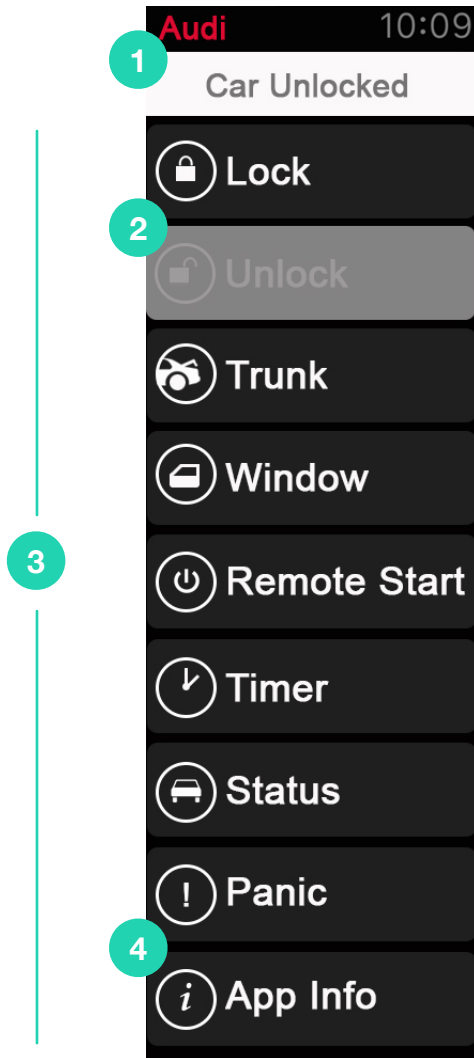 Audi 10:09
1
Car Unlocked
Lock
2
Unlock
Trunk
Window
3
Remote Start
Timer
Status
!
Panic
4
i
App Info